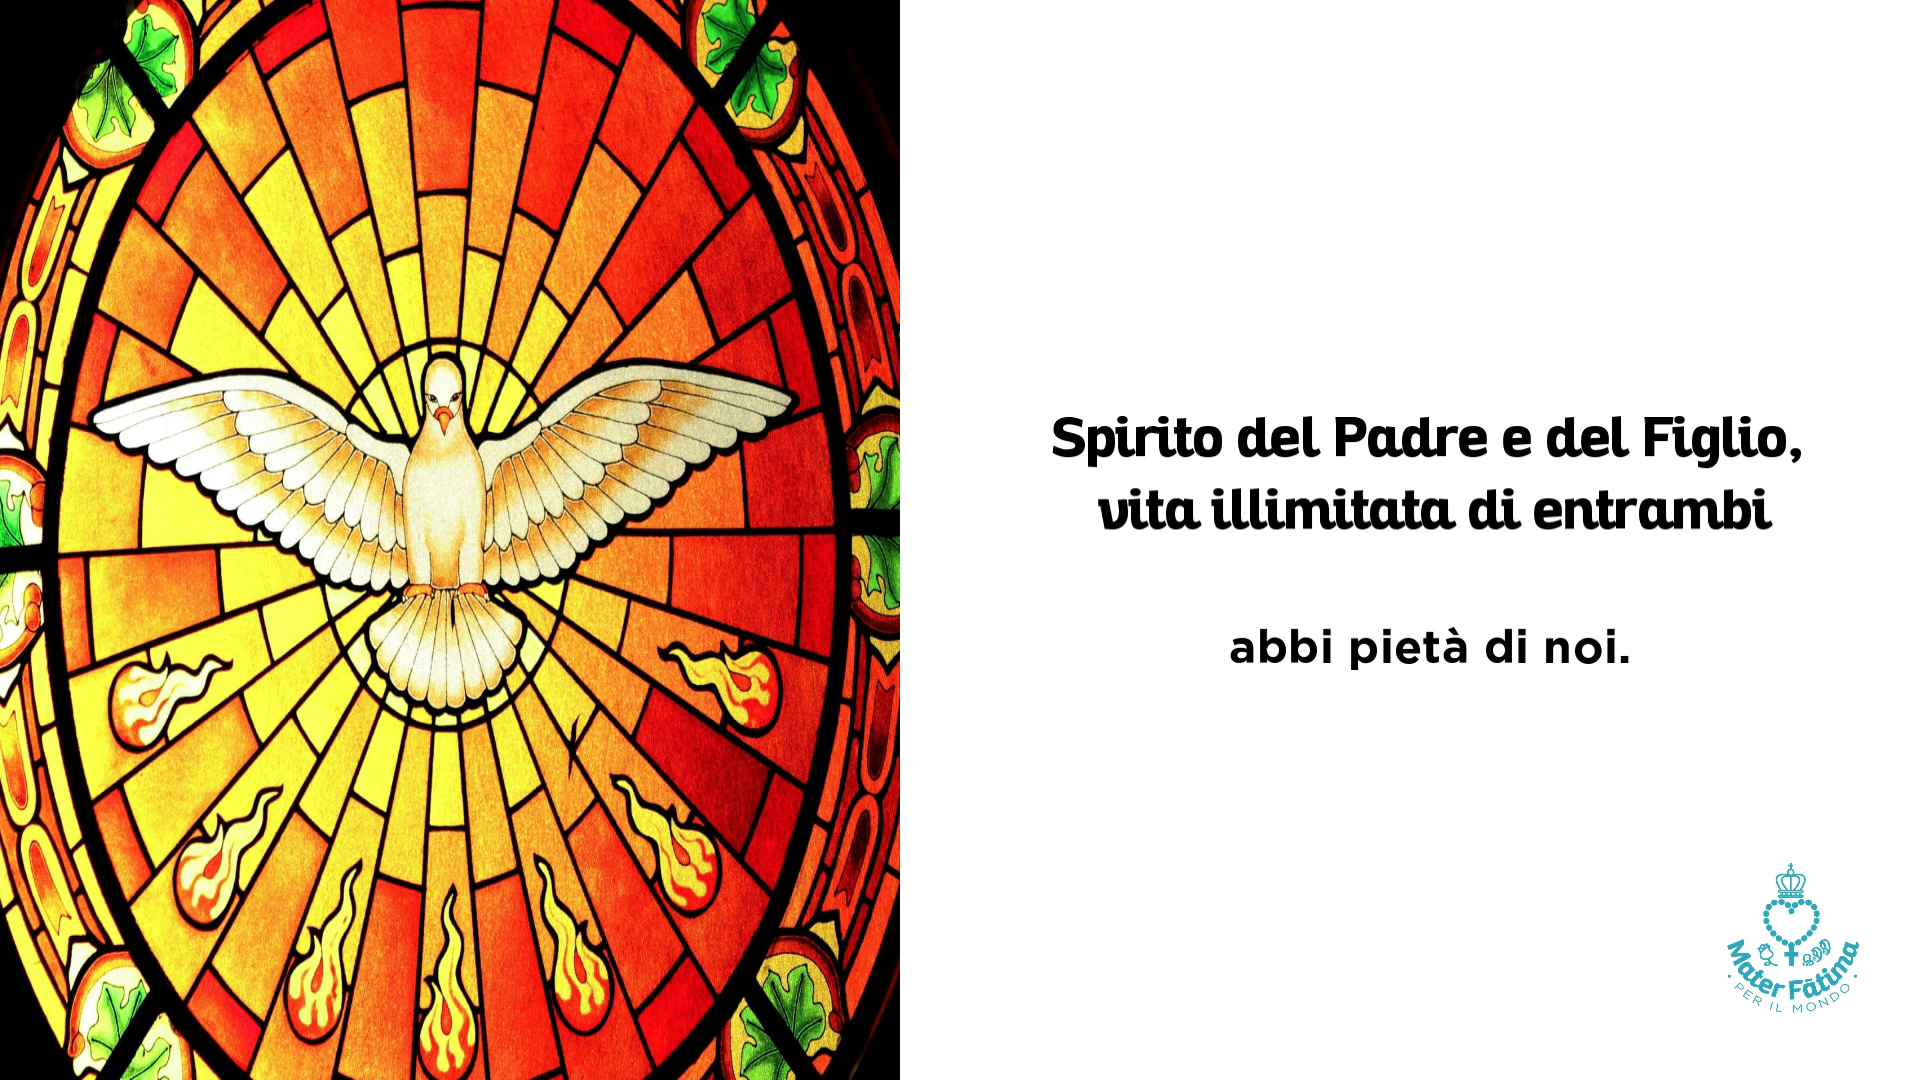 Spirito del Padre e del Figlio,
vita illimitata di entrambi
abbi pietà di noi.
Mater Fátima
PER IL MONDO